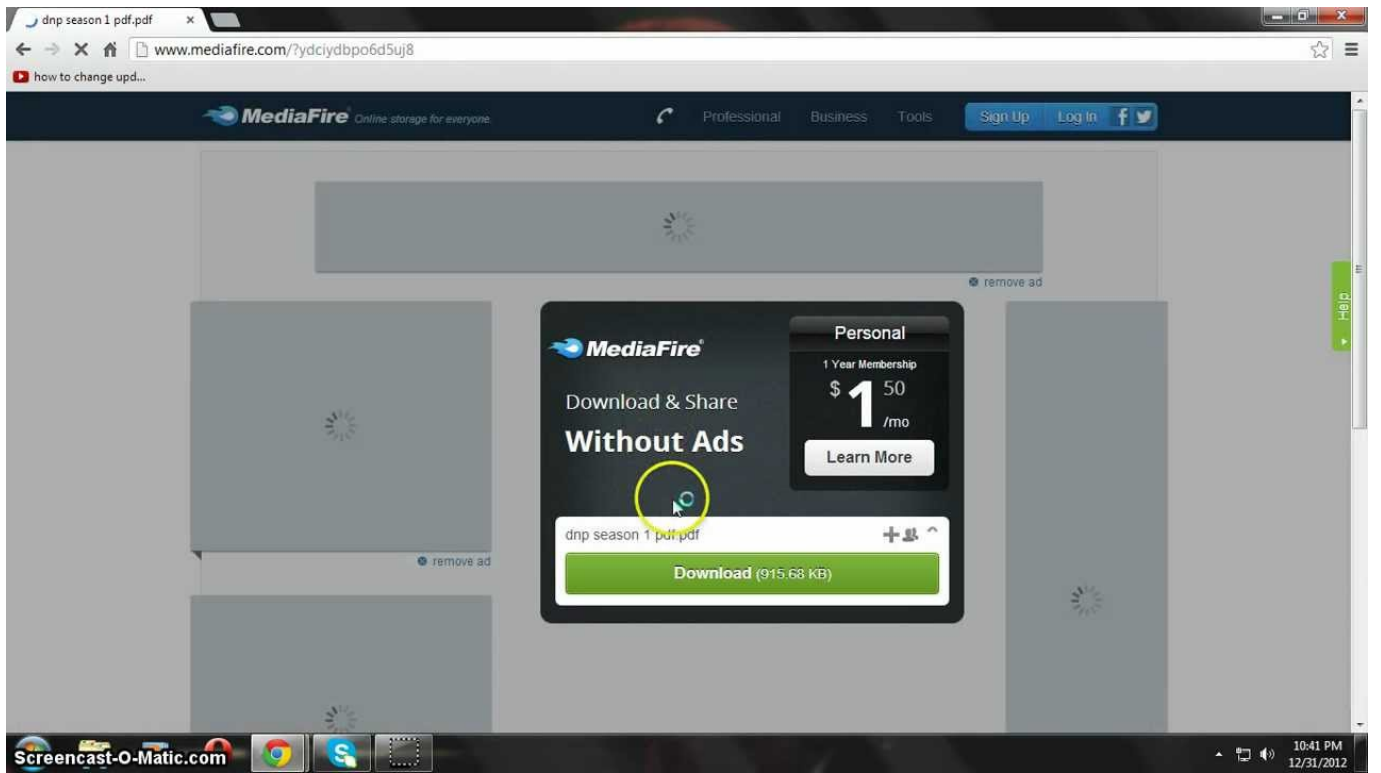 dnp season 1 pdf.pdf
www.mediafire.com/?ydciydbpo6d5uj8
how to change upd...
MediaFire Online storage for everyone. Professional Business Tools Sign Up Log In
remove ad
Help
MediaFire
Personal
1 Year Membership
$ 1 50
/mo
Download & Share
Without Ads
Learn More
dnp season 1 pdf.pdf
remove ad
Download (915.68 KB)
Screencast-O-Matic.com
10:41 PM
12/31/2012